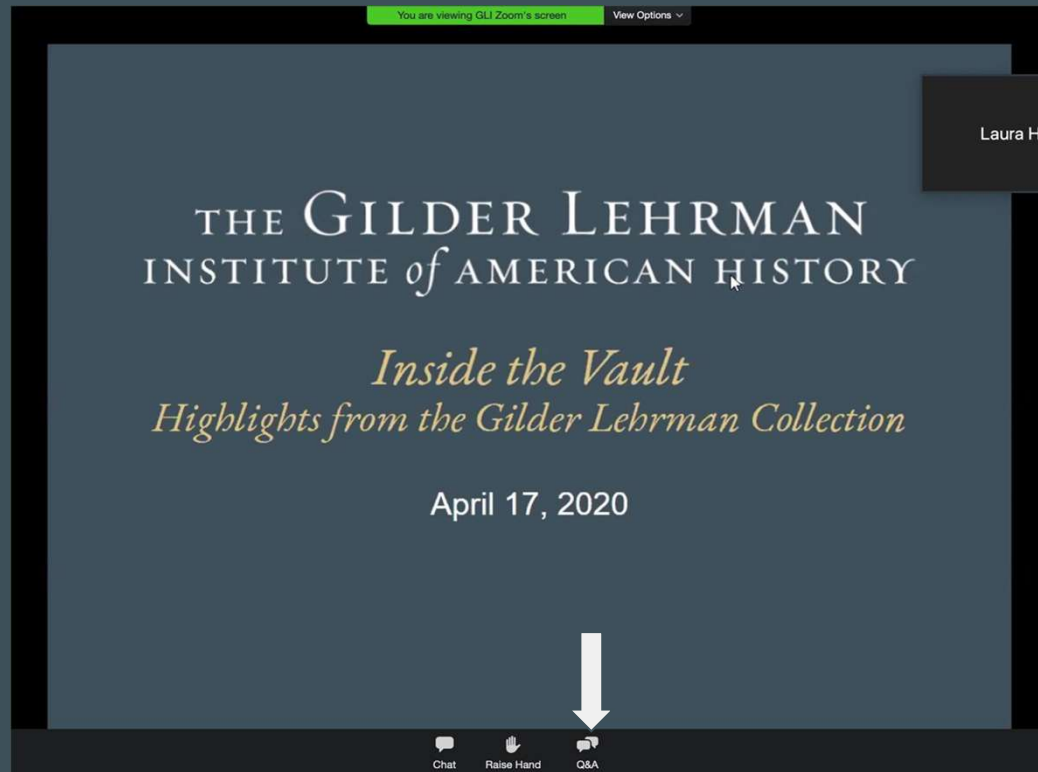 You are viewing GLI Zoom's screen View Options
Laura H
THE GILDER LEHRMAN
INSTITUTE of AMERICAN HISTORY
Inside the Vault
Highlights from the Gilder Lehrman Collection
April 17, 2020
Chat Raise Hand Q&A